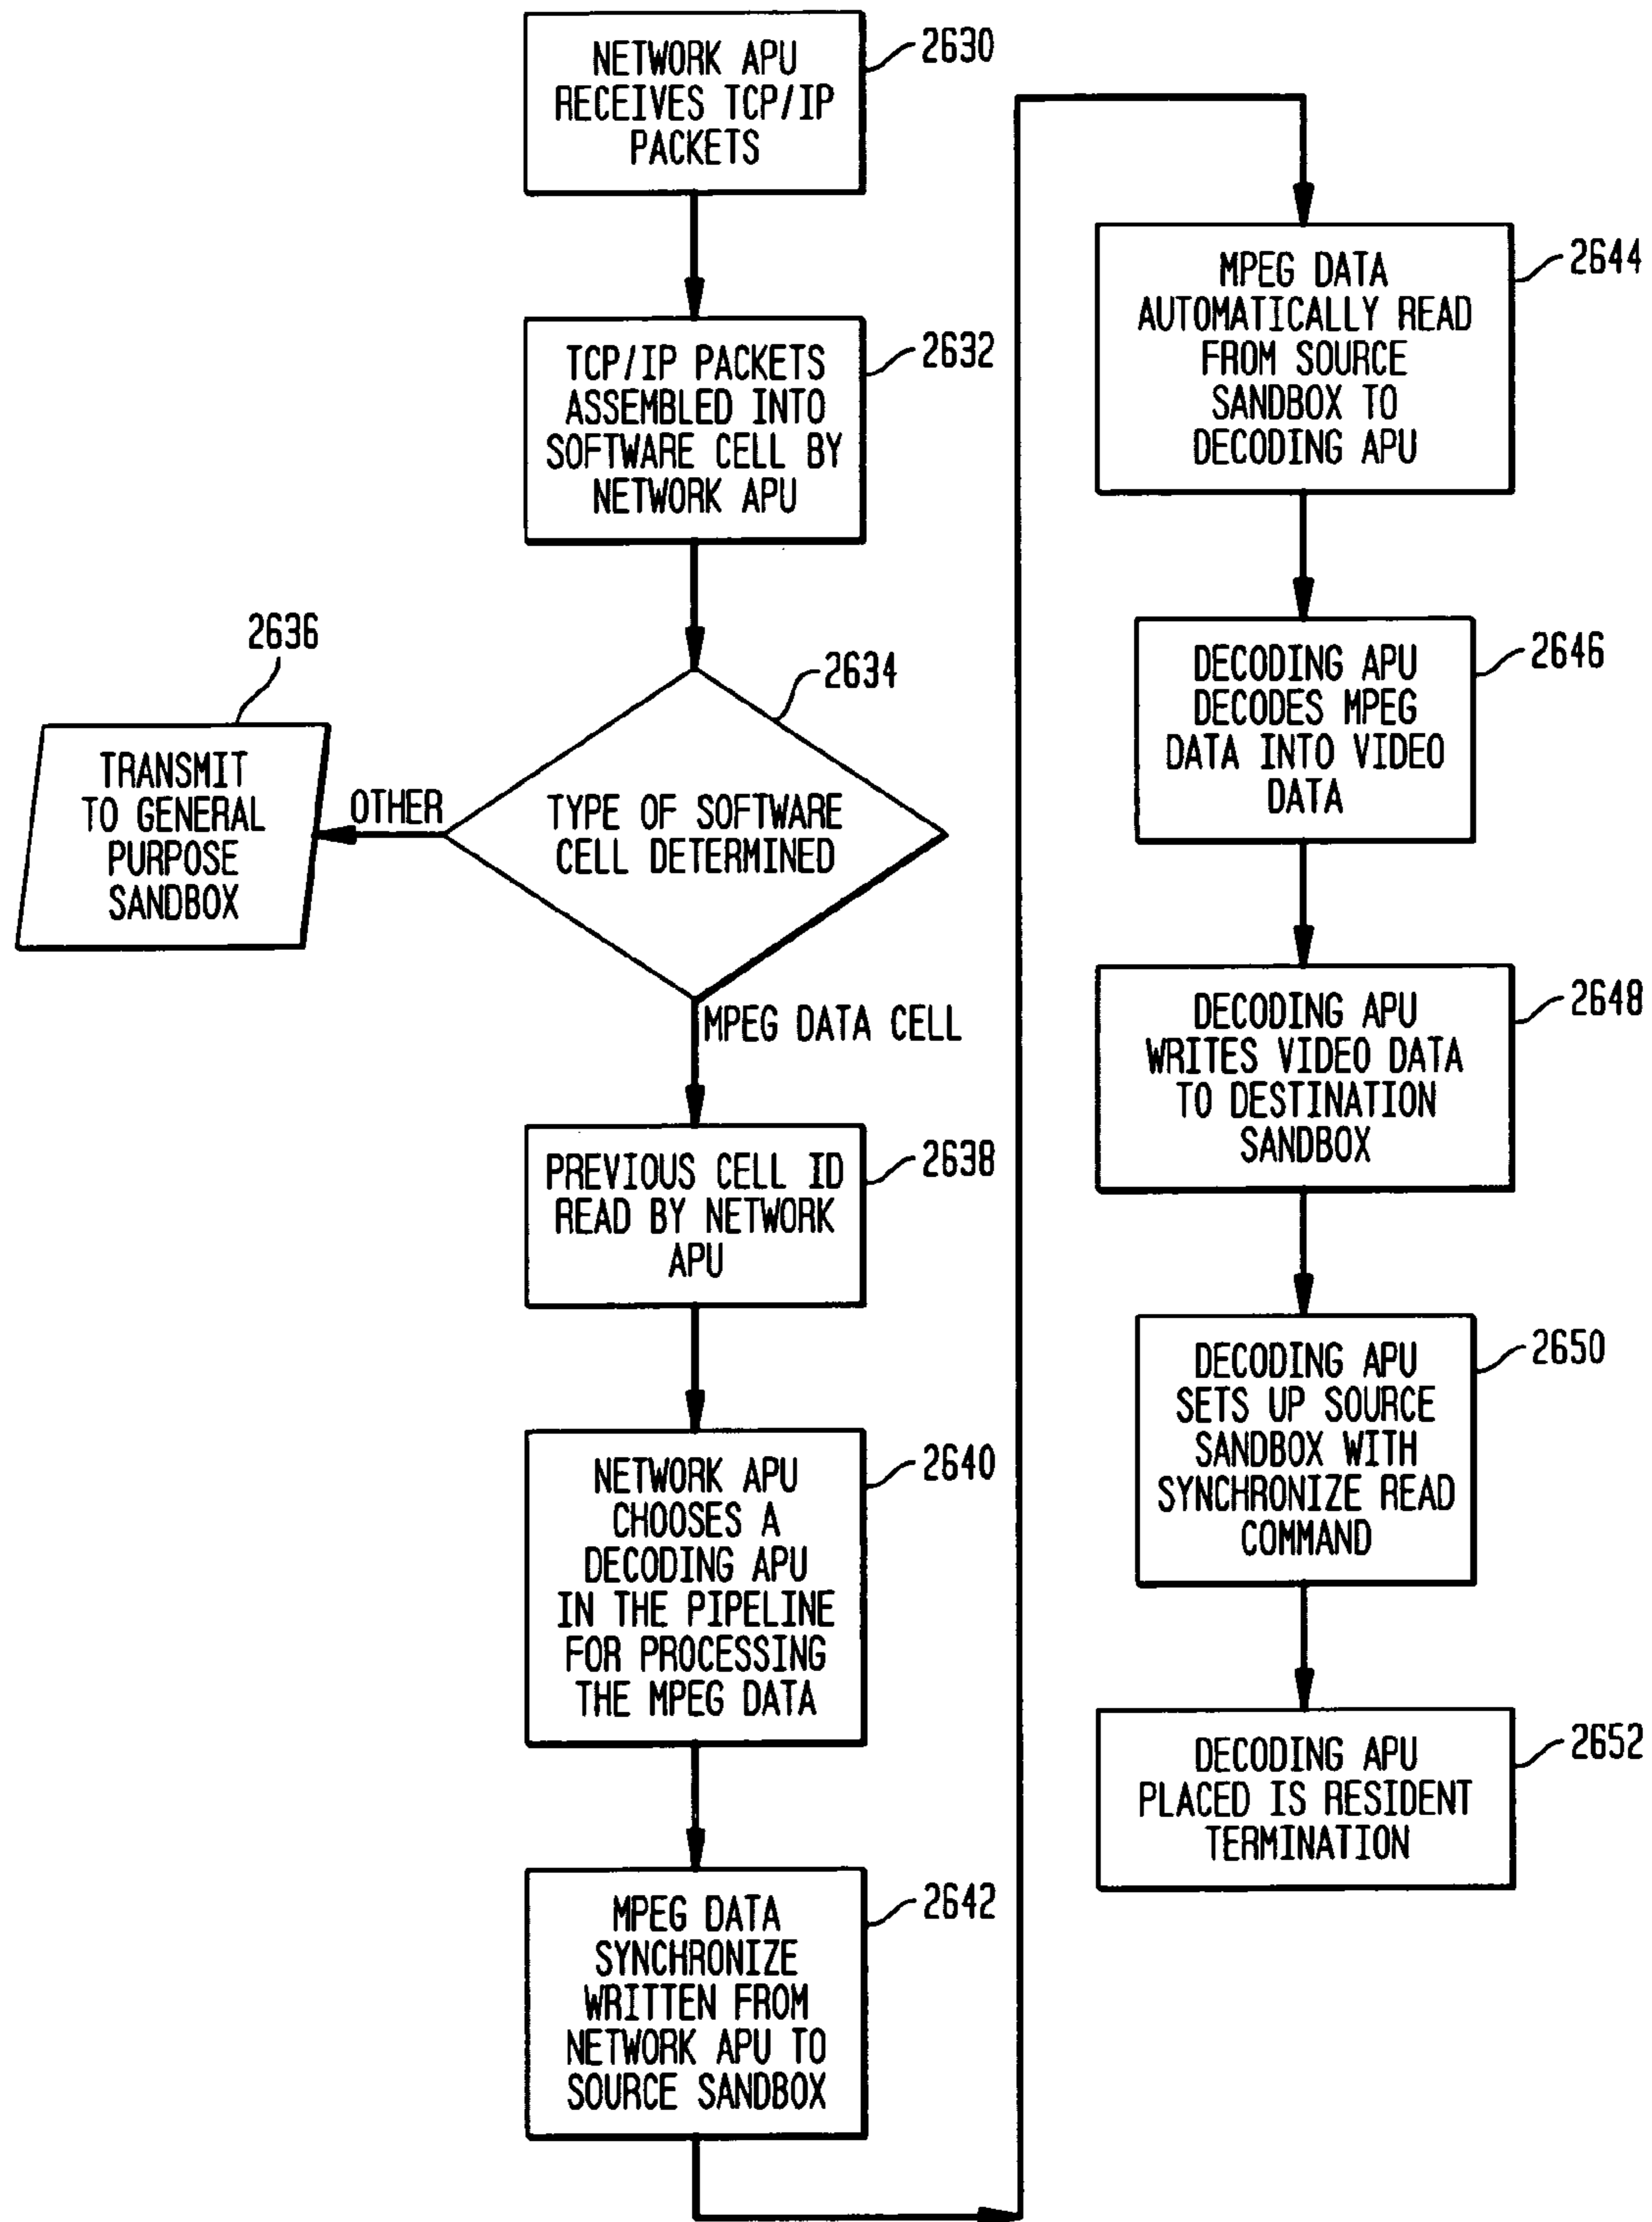 NETWORK APU
RECEIVES TCP/IP
PACKETS
2630
TCP/IP PACKETS
ASSEMBLED INTO
SOFTWARE CELL BY
NETWORK APU
2632
TYPE OF SOFTWARE
CELL DETERMINED
2634
OTHER
2636
TRANSMIT
TO GENERAL
PURPOSE
SANDBOX
MPEG DATA CELL
PREVIOUS CELL ID
READ BY NETWORK
APU
2638
NETWORK APU
CHOOSES A
DECODING APU
IN THE PIPELINE
FOR PROCESSING
THE MPEG DATA
2640
MPEG DATA
SYNCHRONIZE
WRITTEN FROM
NETWORK APU TO
SOURCE SANDBOX
2642
MPEG DATA
AUTOMATICALLY READ
FROM SOURCE
SANDBOX TO
DECODING APU
2644
DECODING APU
DECODES MPEG
DATA INTO VIDEO
DATA
2646
DECODING APU
WRITES VIDEO DATA
TO DESTINATION
SANDBOX
2648
DECODING APU
SETS UP SOURCE
SANDBOX WITH
SYNCHRONIZE READ
COMMAND
2650
DECODING APU
PLACED IS RESIDENT
TERMINATION
2652